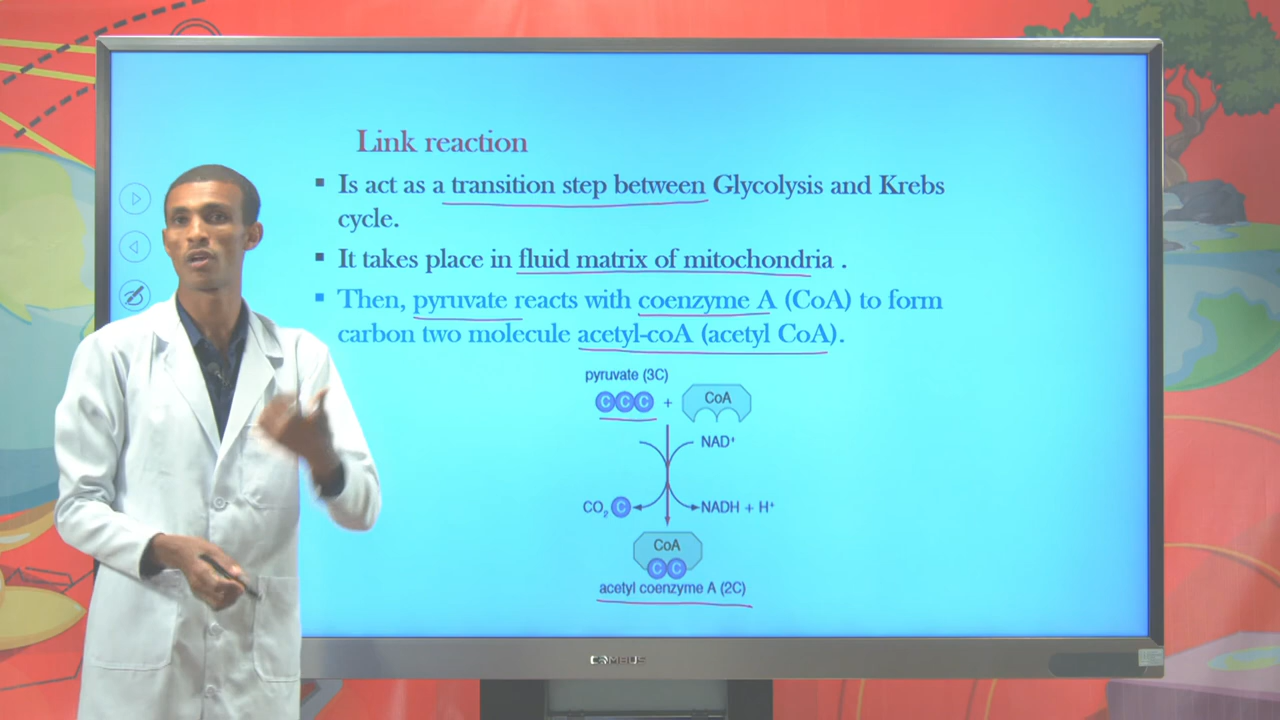 Link reaction
▪ Is act as a transition step between Glycolysis and Krebs
cycle.
▪ It takes place in fluid matrix of mitochondria .
▪ Then, pyruvate reacts with coenzyme A (CoA) to form
carbon two molecule acetyl-coA (acetyl CoA).
pyruvate (3C)
C C C + CoA
NAD⁺
CO₂ C NADH + H⁺
CoA
C C
acetyl coenzyme A (2C)